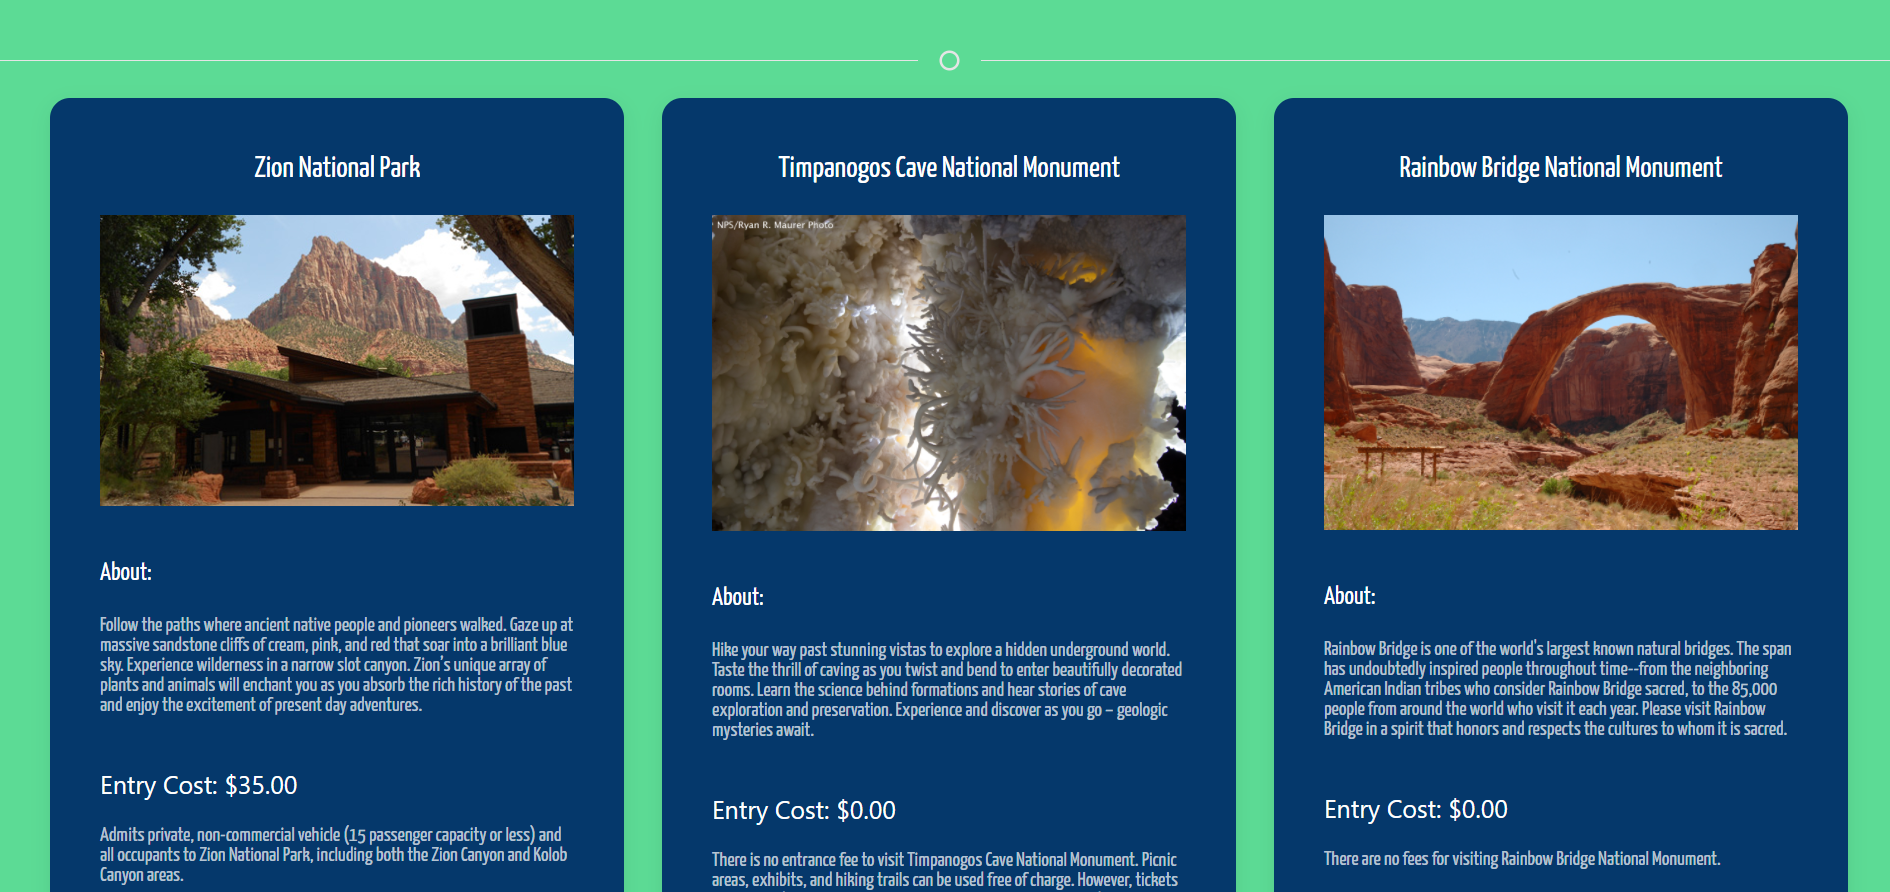 Zion National Park
About:
Follow the paths where ancient native people and pioneers walked. Gaze up at
massive sandstone cliffs of cream, pink, and red that soar into a brilliant blue
sky. Experience wilderness in a narrow slot canyon. Zion's unique array of
plants and animals will enchant you as you absorb the rich history of the past
and enjoy the excitement of present day adventures.
Entry Cost: $35.00
Admits private, non-commercial vehicle (15 passenger capacity or less) and
all occupants to Zion National Park, including both the Zion Canyon and Kolob
Canyon areas.
Timpanogos Cave National Monument
NPS/Ryan R. Maurer Photo
About:
Hike your way past stunning vistas to explore a hidden underground world.
Taste the thrill of caving as you twist and bend to enter beautifully decorated
rooms. Learn the science behind formations and hear stories of cave
exploration and preservation. Experience and discover as you go – geologic
mysteries await.
Entry Cost: $0.00
There is no entrance fee to visit Timpanogos Cave National Monument. Picnic
areas, exhibits, and hiking trails can be used free of charge. However, tickets
Rainbow Bridge National Monument
About:
Rainbow Bridge is one of the world's largest known natural bridges. The span
has undoubtedly inspired people throughout time--from the neighboring
American Indian tribes who consider Rainbow Bridge sacred, to the 85,000
people from around the world who visit it each year. Please visit Rainbow
Bridge in a spirit that honors and respects the cultures to whom it is sacred.
Entry Cost: $0.00
There are no fees for visiting Rainbow Bridge National Monument.